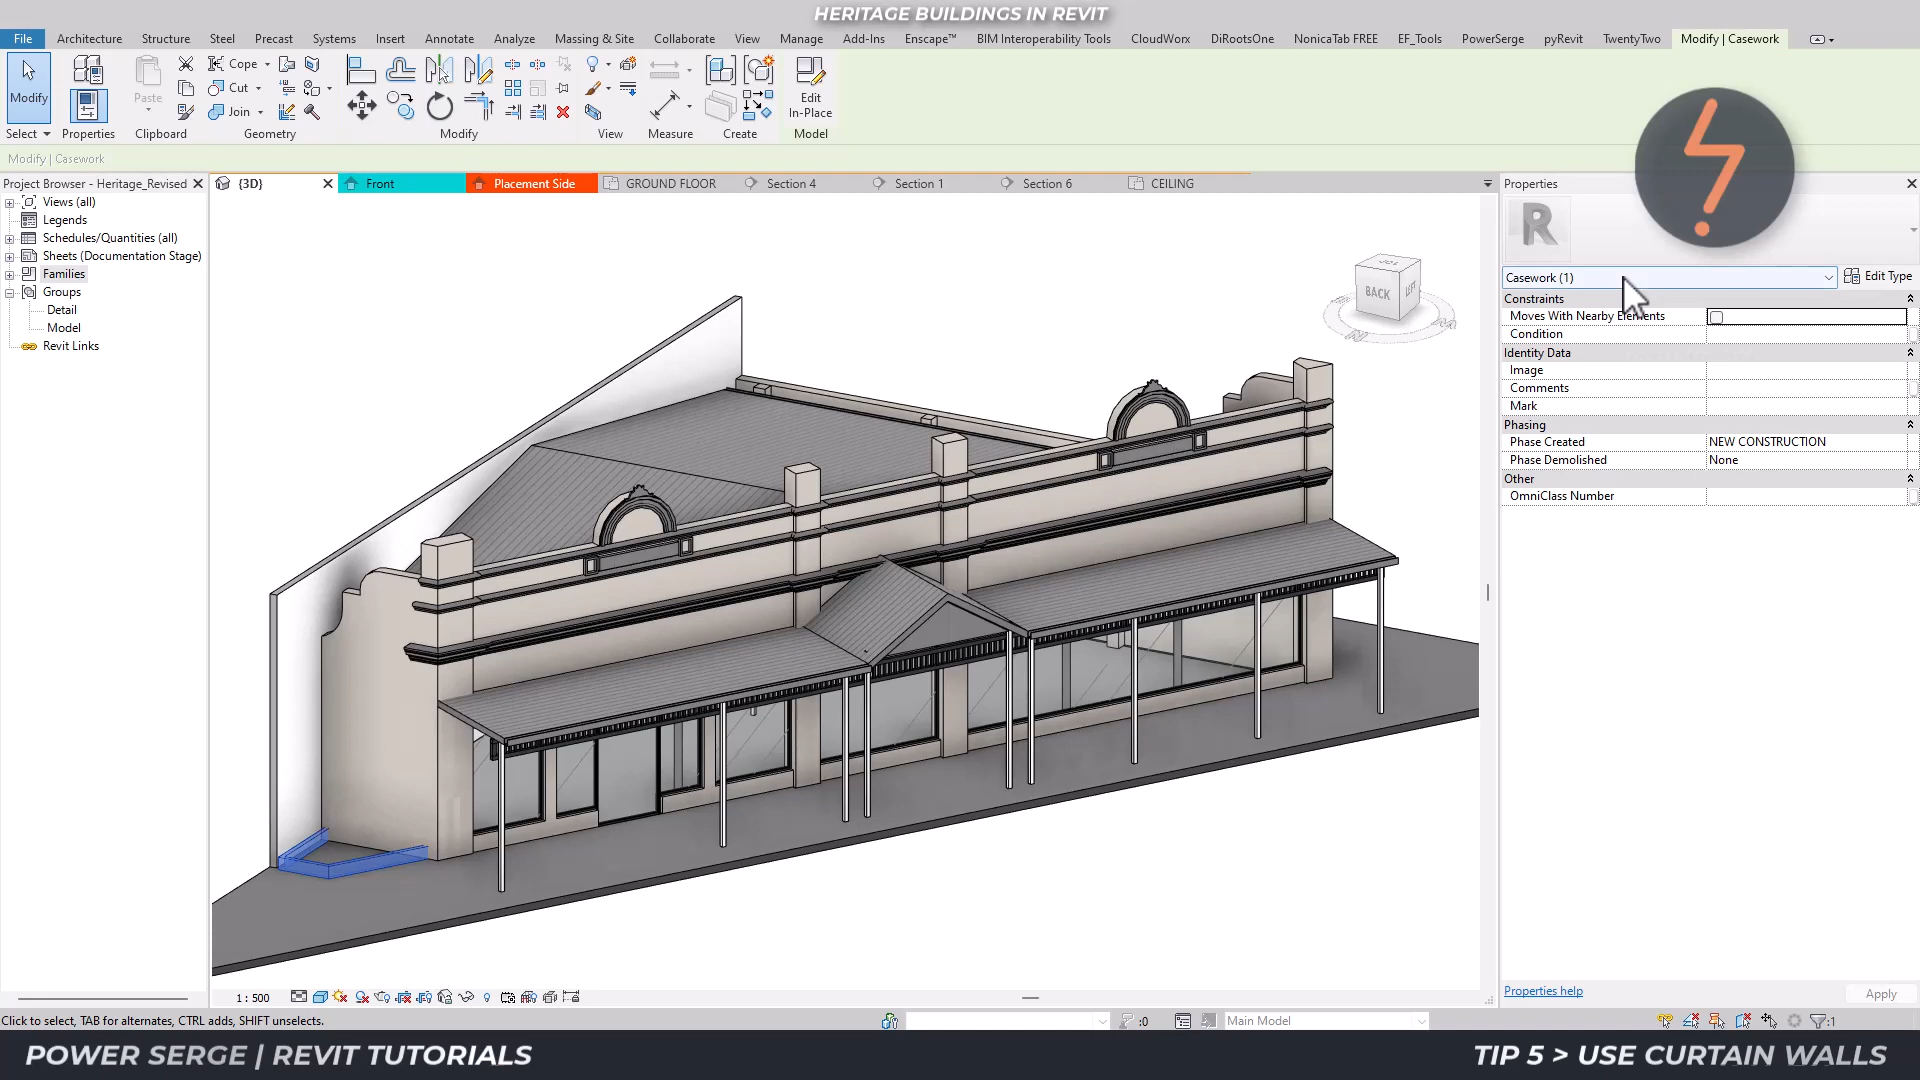 HERITAGE BUILDINGS IN REVIT
File Architecture Structure Steel Precast Systems Insert Annotate Analyze Massing & Site Collaborate View Manage Add-Ins Enscape™ BIM Interoperability Tools CloudWorx DiRootsOne NonicaTab FREE EF_Tools PowerSerge pyRevit TwentyTwo Modify | Casework
Modify
Paste
Cope
Cut
Join
Edit
In-Place
Select Properties Clipboard Geometry Modify View Measure Create Model
Modify | Casework
Project Browser - Heritage_Revised
Views (all)
Legends
Schedules/Quantities (all)
Sheets (Documentation Stage)
Families
Groups
Detail
Model
Revit Links
{3D} Front Placement Side GROUND FLOOR Section 4 Section 1 Section 6 CEILING
BACK
LEFT
TOP
Properties
R
Casework (1)
Edit Type
Constraints
Moves With Nearby Elements
Condition
Identity Data
Image
Comments
Mark
Phasing
Phase Created NEW CONSTRUCTION
Phase Demolished None
Other
OmniClass Number
Properties help
Apply
1 : 500
Click to select, TAB for alternates, CTRL adds, SHIFT unselects.
:0
Main Model
:1
POWER SERGE | REVIT TUTORIALS
TIP 5 > USE CURTAIN WALLS